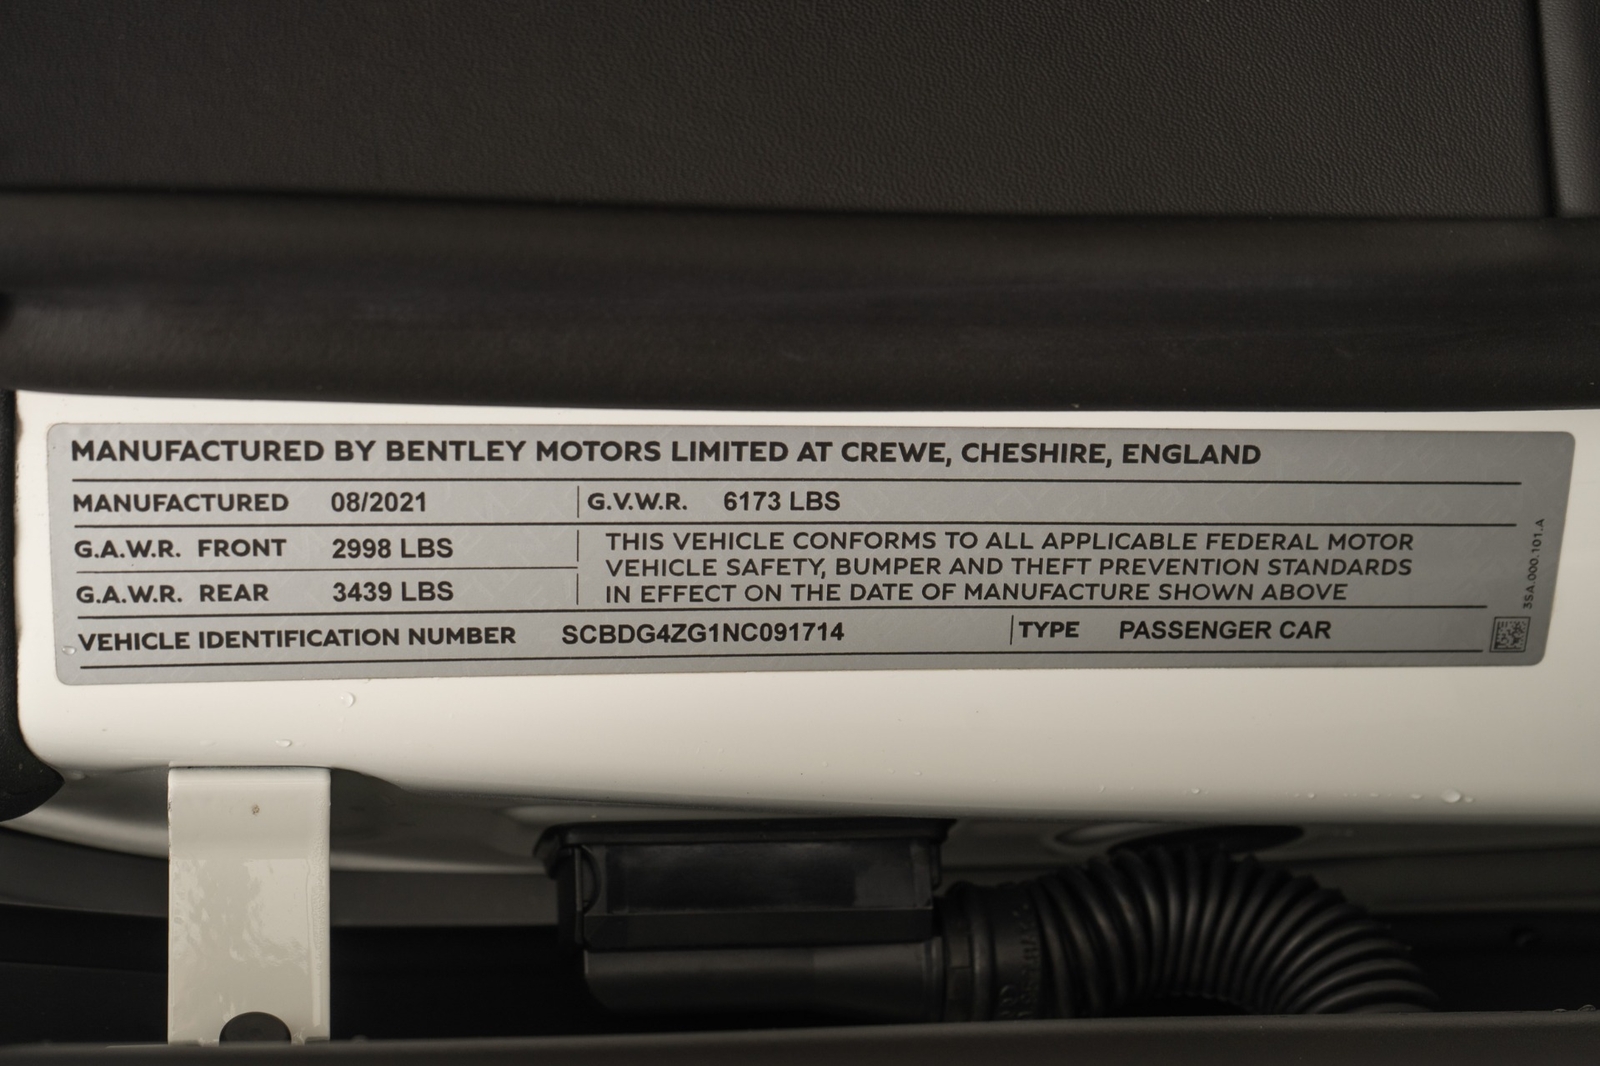 MANUFACTURED BY BENTLEY MOTORS LIMITED AT CREWE, CHESHIRE, ENGLAND
MANUFACTURED 08/2021 G.V.W.R. 6173 LBS
G.A.W.R. FRONT 2998 LBS
G.A.W.R. REAR 3439 LBS
THIS VEHICLE CONFORMS TO ALL APPLICABLE FEDERAL MOTOR
VEHICLE SAFETY, BUMPER AND THEFT PREVENTION STANDARDS
IN EFFECT ON THE DATE OF MANUFACTURE SHOWN ABOVE
VEHICLE IDENTIFICATION NUMBER SCBDG4ZG1NC091714 TYPE PASSENGER CAR
3SA.000.101.A